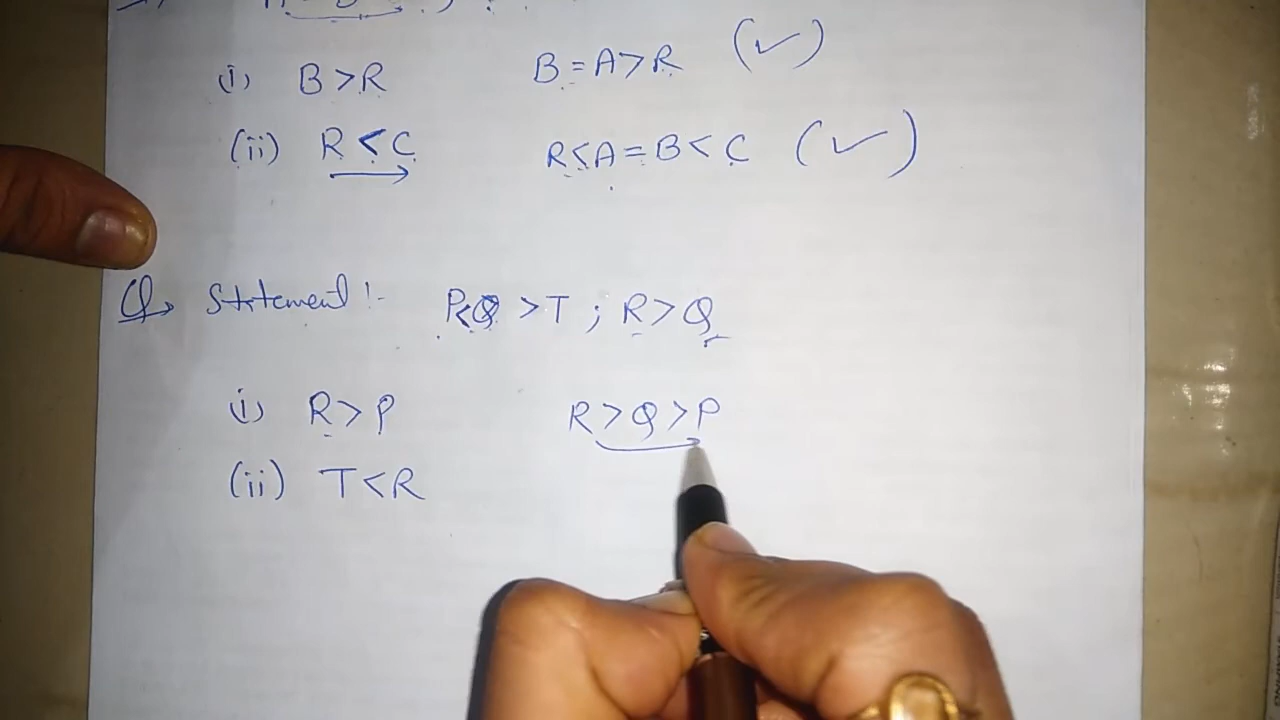 (i) B > R B = A > R (✓)
(ii) R < C R < A = B < C (✓)
Q→ Statement :- P < Q > T ; R > Q
(i) R > P R > Q > P
(ii) T < R